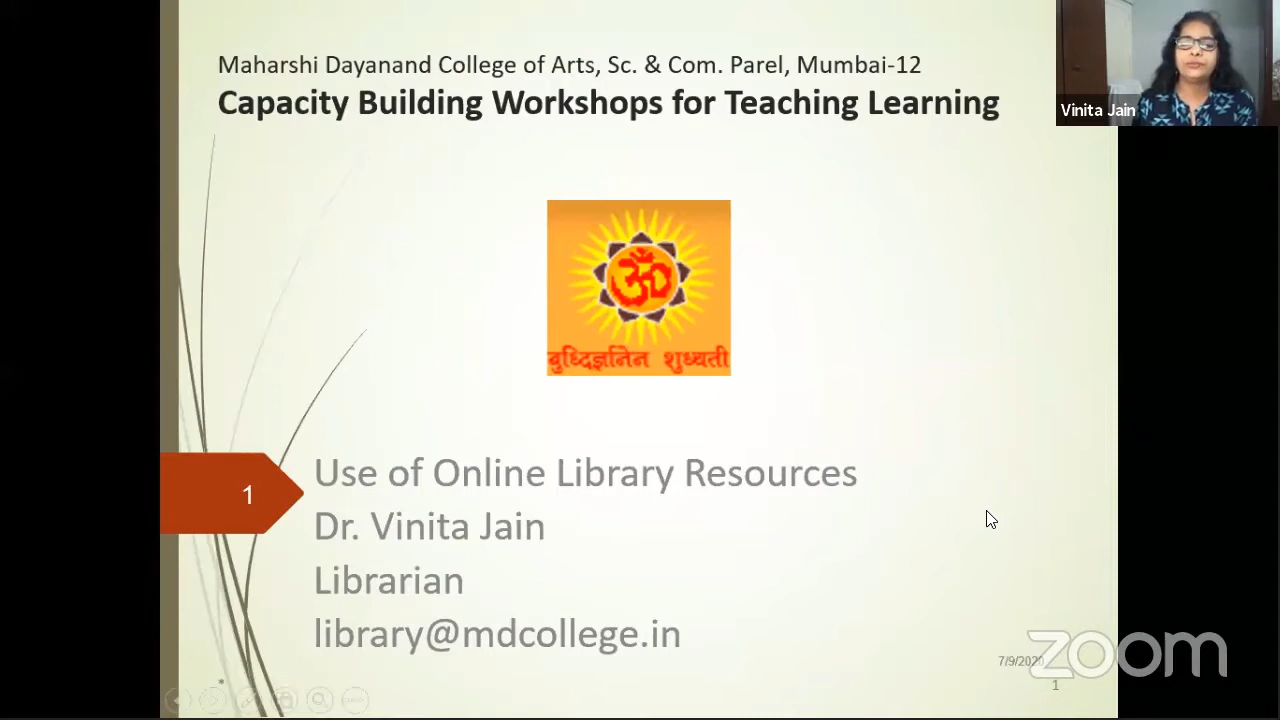 Maharshi Dayanand College of Arts, Sc. & Com. Parel, Mumbai-12
Capacity Building Workshops for Teaching Learning
Vinita Jain
ॐ
बुध्दिज्ञनिन शुध्यती
1
Use of Online Library Resources
Dr. Vinita Jain
Librarian
library@mdcollege.in
7/9/2020
zoom
1